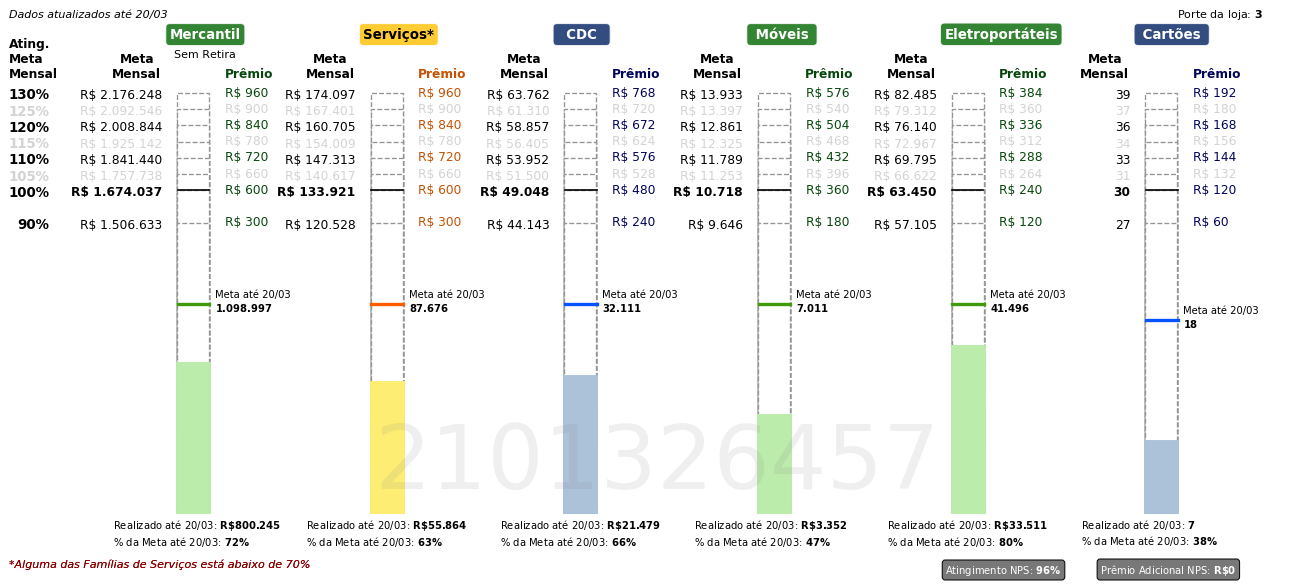 Dados atualizados até 20/03
Porte da loja: 3
Mercantil Serviços* CDC Móveis Eletroportáteis Cartões
Sem Retira
Ating.
Meta Meta Meta Meta Meta Meta Meta
Mensal Mensal Prêmio Mensal Prêmio Mensal Prêmio Mensal Prêmio Mensal Prêmio Mensal Prêmio
130% R$ 2.176.248 R$ 960 R$ 174.097 R$ 960 R$ 63.762 R$ 768 R$ 13.933 R$ 576 R$ 82.485 R$ 384 39 R$ 192
125% R$ 2.092.546 R$ 900 R$ 167.401 R$ 900 R$ 61.310 R$ 720 R$ 13.397 R$ 540 R$ 79.312 R$ 360 37 R$ 180
120% R$ 2.008.844 R$ 840 R$ 160.705 R$ 840 R$ 58.857 R$ 672 R$ 12.861 R$ 504 R$ 76.140 R$ 336 36 R$ 168
115% R$ 1.925.142 R$ 780 R$ 154.009 R$ 780 R$ 56.405 R$ 624 R$ 12.325 R$ 468 R$ 72.967 R$ 312 34 R$ 156
110% R$ 1.841.440 R$ 720 R$ 147.313 R$ 720 R$ 53.952 R$ 576 R$ 11.789 R$ 432 R$ 69.795 R$ 288 33 R$ 144
105% R$ 1.757.738 R$ 660 R$ 140.617 R$ 660 R$ 51.500 R$ 528 R$ 11.253 R$ 396 R$ 66.622 R$ 264 31 R$ 132
100% R$ 1.674.037 R$ 600 R$ 133.921 R$ 600 R$ 49.048 R$ 480 R$ 10.718 R$ 360 R$ 63.450 R$ 240 30 R$ 120
90% R$ 1.506.633 R$ 300 R$ 120.528 R$ 300 R$ 44.143 R$ 240 R$ 9.646 R$ 180 R$ 57.105 R$ 120 27 R$ 60
Meta até 20/03 Meta até 20/03 Meta até 20/03 Meta até 20/03 Meta até 20/03
1.098.997 87.676 32.111 7.011 41.496
Meta até 20/03
18
2101326457
Realizado até 20/03: R$800.245 Realizado até 20/03: R$55.864 Realizado até 20/03: R$21.479 Realizado até 20/03: R$3.352 Realizado até 20/03: R$33.511 Realizado até 20/03: 7
% da Meta até 20/03: 72% % da Meta até 20/03: 63% % da Meta até 20/03: 66% % da Meta até 20/03: 47% % da Meta até 20/03: 80% % da Meta até 20/03: 38%
*Alguma das Famílias de Serviços está abaixo de 70%
Atingimento NPS: 96% Prêmio Adicional NPS: R$0